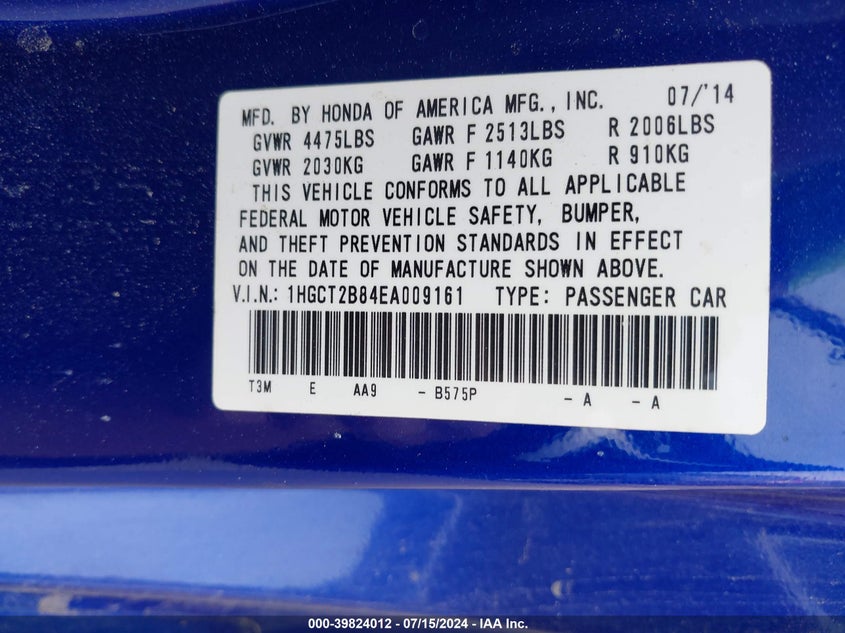 MFD. BY HONDA OF AMERICA MFG., INC. 07/'14
GVWR 4475LBS GAWR F 2513LBS R 2006LBS
GVWR 2030KG GAWR F 1140KG R 910KG
THIS VEHICLE CONFORMS TO ALL APPLICABLE
FEDERAL MOTOR VEHICLE SAFETY, BUMPER,
AND THEFT PREVENTION STANDARDS IN EFFECT
ON THE DATE OF MANUFACTURE SHOWN ABOVE.
V.I.N.: 1HGCT2B84EA009161 TYPE: PASSENGER CAR
T3M E AA9 - B575P - A - A
000-39824012 - 07/15/2024 - IAA Inc.